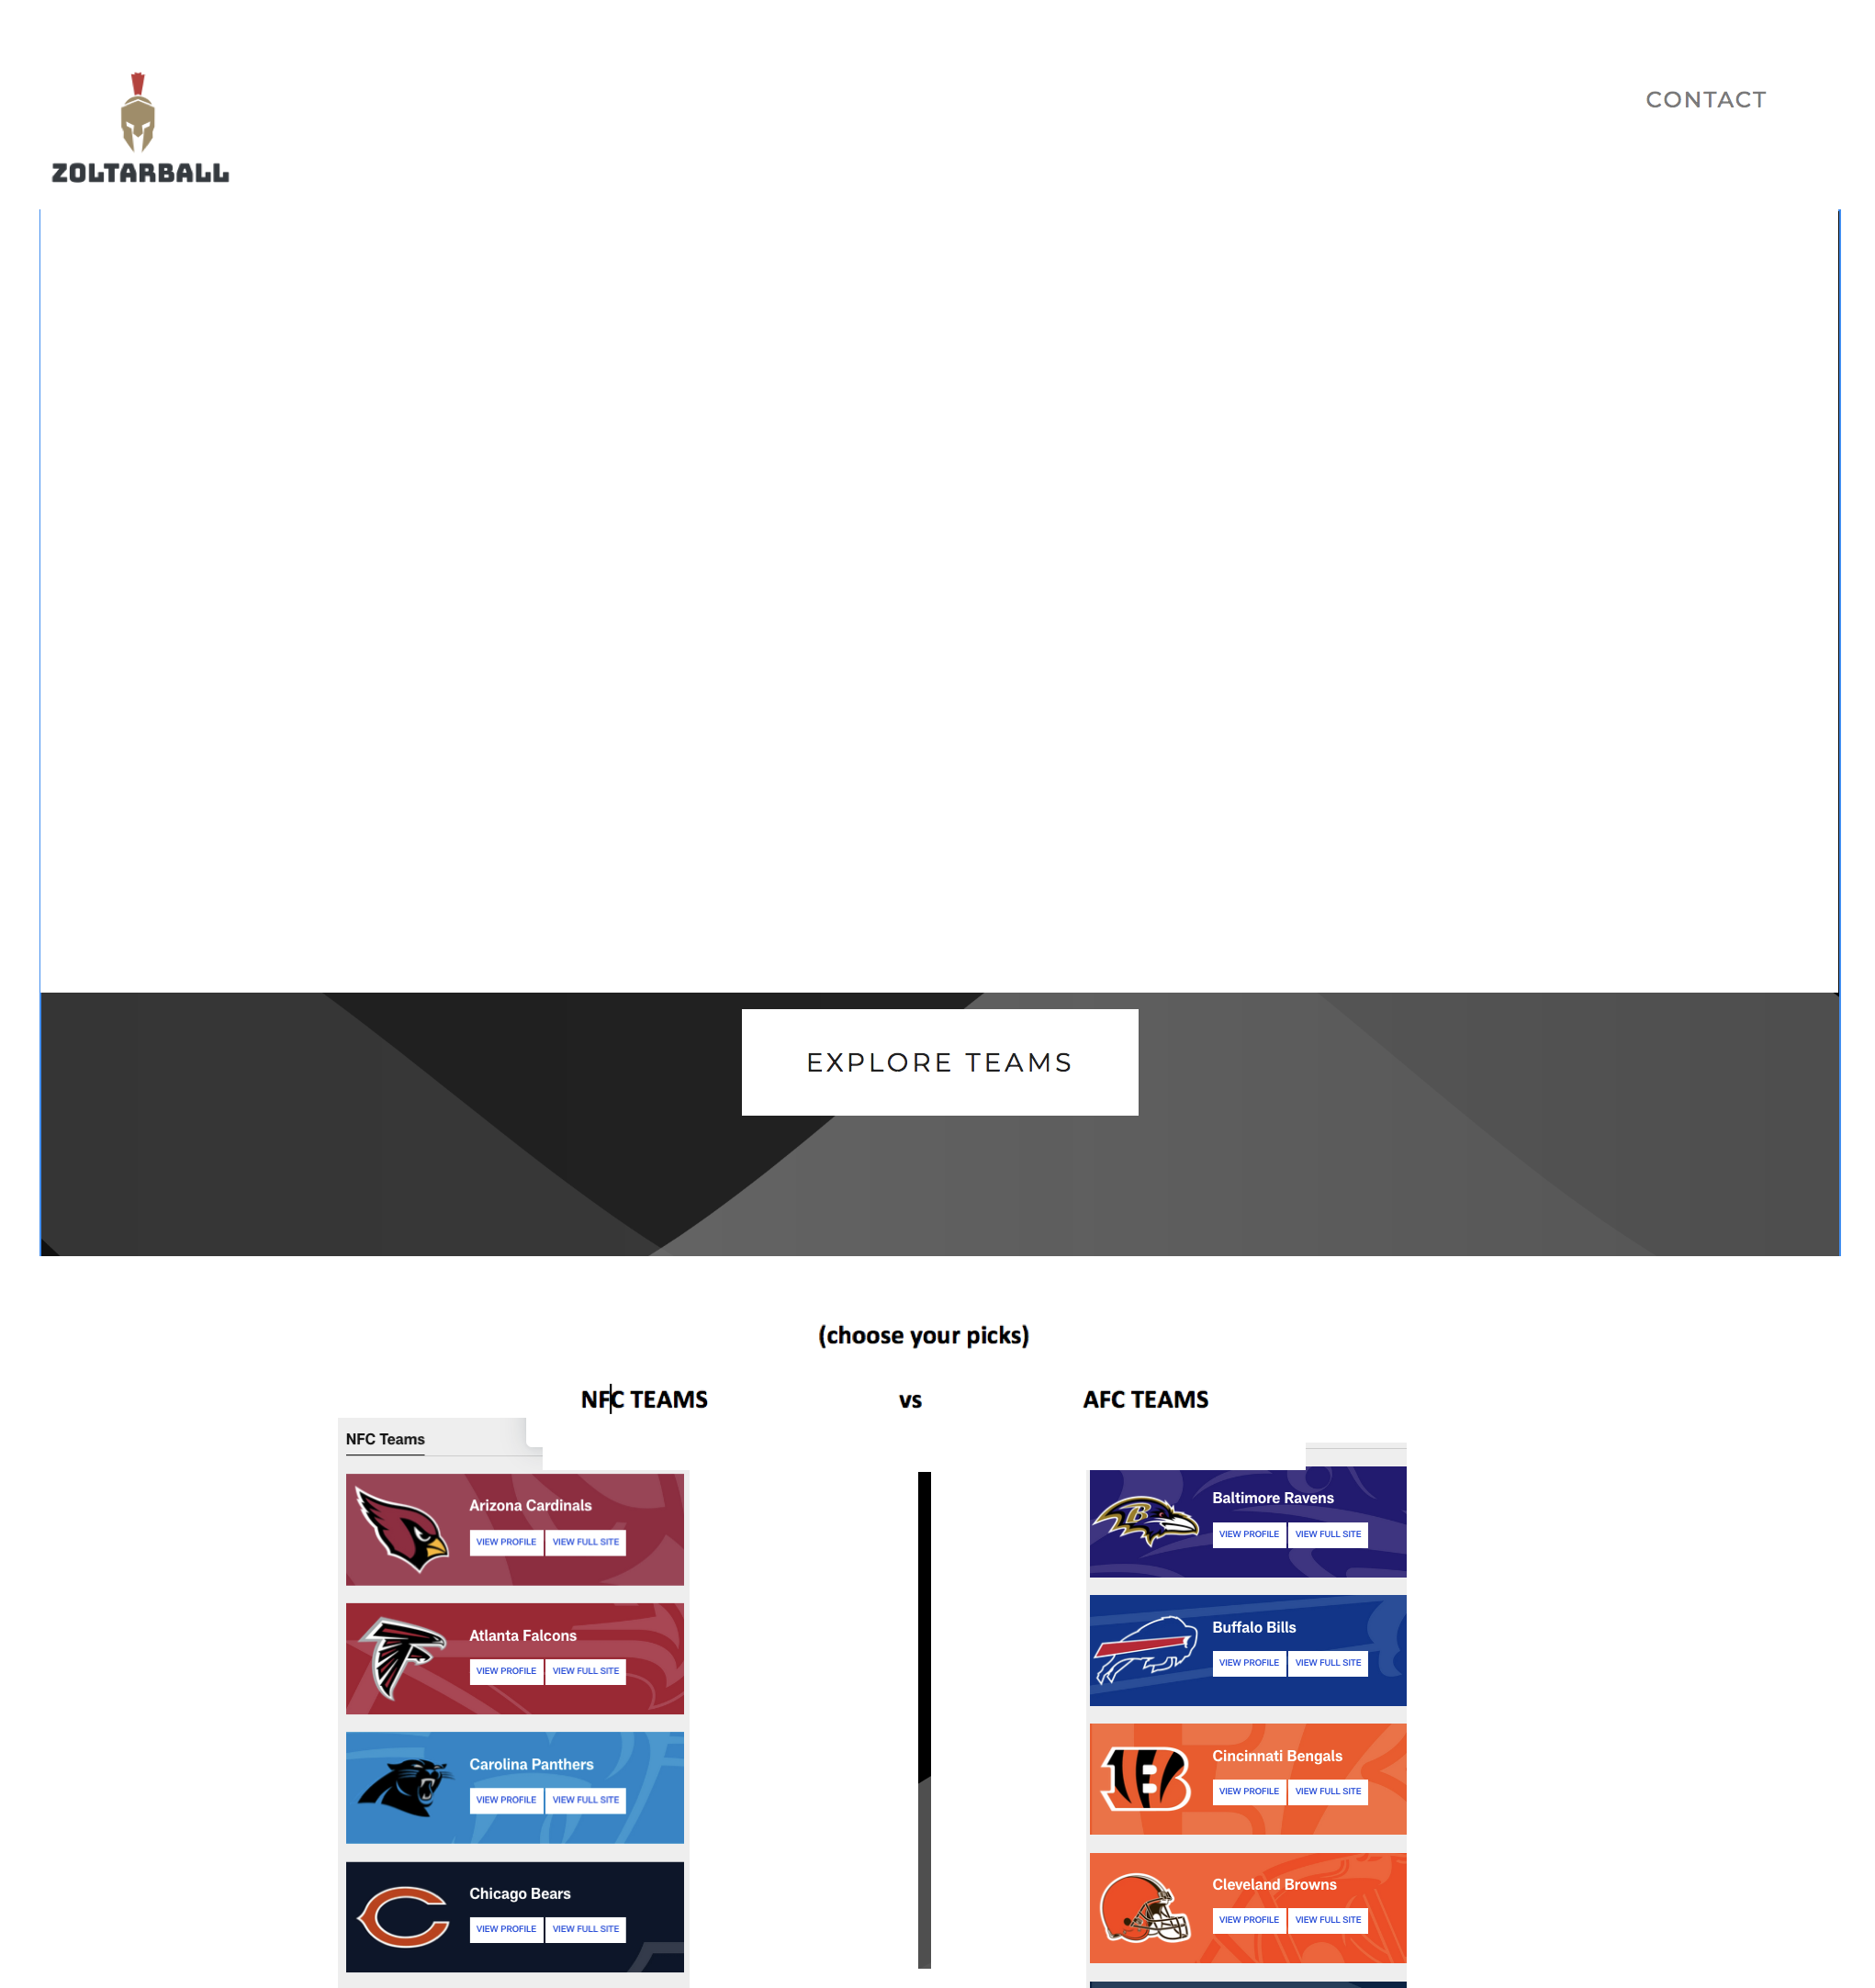 CONTACT
ZOLTARBALL
EXPLORE TEAMS
(choose your picks)
NFC TEAMS vs AFC TEAMS
NFC Teams
Arizona Cardinals
VIEW PROFILE VIEW FULL SITE
Atlanta Falcons
VIEW PROFILE VIEW FULL SITE
Carolina Panthers
VIEW PROFILE VIEW FULL SITE
Chicago Bears
VIEW PROFILE VIEW FULL SITE
Baltimore Ravens
VIEW PROFILE VIEW FULL SITE
Buffalo Bills
VIEW PROFILE VIEW FULL SITE
Cincinnati Bengals
VIEW PROFILE VIEW FULL SITE
Cleveland Browns
VIEW PROFILE VIEW FULL SITE